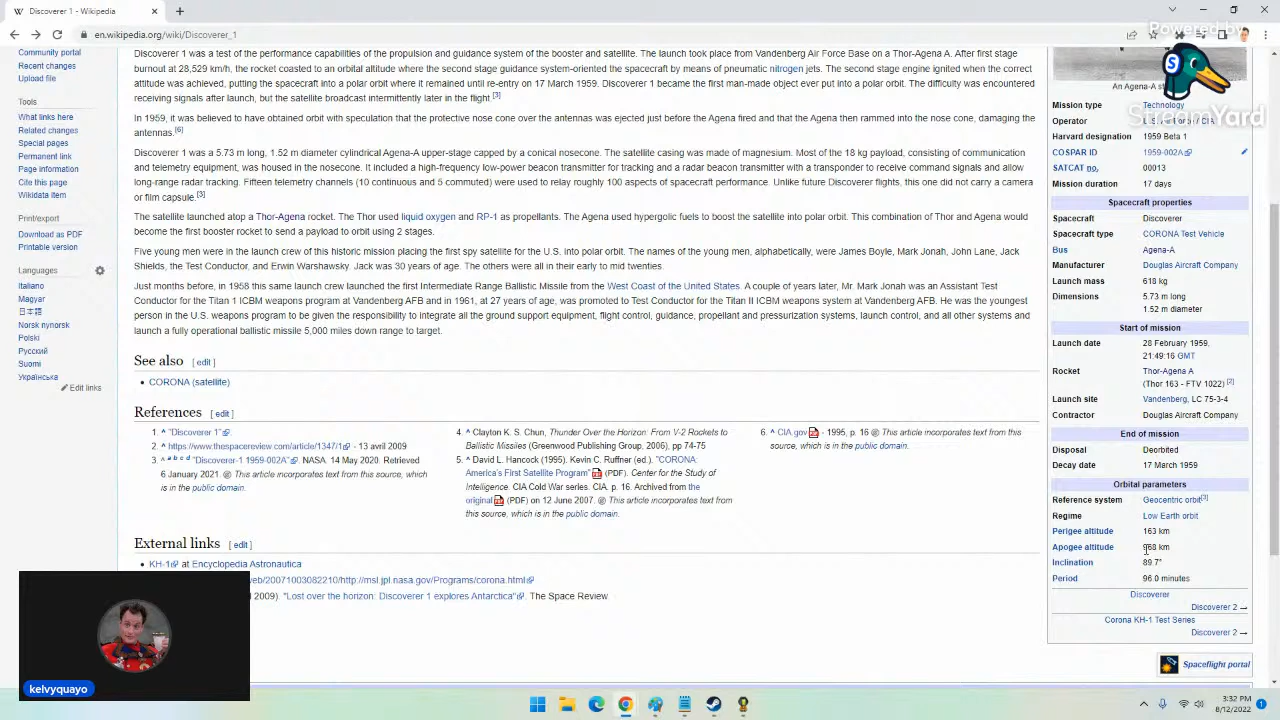 Discoverer 1 - Wikipedia
en.wikipedia.org/wiki/Discoverer_1
Powered by
StreamYard
Community portal
Recent changes
Upload file
Tools
What links here
Related changes
Special pages
Permanent link
Page information
Cite this page
Wikidata item
Print/export
Download as PDF
Printable version
Languages
Italiano
Magyar
日本語
Norsk nynorsk
Polski
Русский
Suomi
Українська
Edit links
Discoverer 1 was a test of the performance capabilities of the propulsion and guidance system of the booster and satellite. The launch took place from Vandenberg Air Force Base on a Thor-Agena A. After first stage
burnout at 28,529 km/h, the rocket coasted to an orbital altitude where the second stage guidance system-oriented the spacecraft by means of pneumatic nitrogen jets. The second stage engine ignited when the correct
attitude was achieved, putting the spacecraft into a polar orbit where it remained until re-entry on 17 March 1959. Discoverer 1 became the first man-made object ever put into a polar orbit. The difficulty was encountered
receiving signals after launch, but the satellite broadcast intermittently later in the flight.[3]
In 1959, it was believed to have obtained orbit with speculation that the protective nose cone over the antennas was ejected just before the Agena fired and that the Agena then rammed into the nose cone, damaging the
antennas.[6]
Discoverer 1 was a 5.73 m long, 1.52 m diameter cylindrical Agena-A upper-stage capped by a conical nosecone. The satellite casing was made of magnesium. Most of the 18 kg payload, consisting of communication
and telemetry equipment, was housed in the nosecone. It included a high-power low-power beacon transmitter for tracking and a radar beacon transmitter with a transponder to receive command signals and allow
long-range radar tracking. Fifteen telemetry channels (10 continuous and 5 commuted) were used to relay roughly 100 aspects of spacecraft performance. Unlike future Discoverer flights, this one did not carry a camera
or film capsule.[3]
The satellite launched atop a Thor-Agena rocket. The Thor used liquid oxygen and RP-1 as propellants. The Agena used hypergolic fuels to boost the satellite into polar orbit. This combination of Thor and Agena would
become the first booster rocket to send a payload to orbit using 2 stages.
Five young men were in the launch crew of this historic mission placing the first spy satellite for the U.S. into polar orbit. The names of the young men, alphabetically, were James Boyle, Mark Jonah, John Lane, Jack
Shields, the Test Conductor, and Erwin Warshawsky. Jack was 30 years of age. The others were all in their early to mid twenties.
Just months before, in 1958 this same launch crew launched the first Intermediate Range Ballistic Missile from the West Coast of the United States. A couple of years later, Mr. Mark Jonah was an Assistant Test
Conductor for the Titan 1 ICBM weapons program at Vandenberg AFB and in 1961, at 27 years of age, was promoted to Test Conductor for the Titan II ICBM weapons system at Vandenberg AFB. He was the youngest
person in the U.S. weapons program to be given the responsibility to integrate all the ground support equipment, flight control, guidance, propellant and pressurization systems, launch control, and all other systems and
launch a fully operational ballistic missile 5,000 miles down range to target.
See also [ edit ]
• CORONA (satellite)
References [ edit ]
1. ^ "Discoverer 1".
2. ^ https://www.thespacereview.com/article/1347/1 - 13 avril 2009
3. ^ a b c d "Discoverer-1 1959-002A". NASA. 14 May 2020. Retrieved
6 January 2021. This article incorporates text from this source, which
is in the public domain.
4. ^ Clayton K. S. Chun, Thunder Over the Horizon: From V-2 Rockets to
Ballistic Missiles (Greenwood Publishing Group, 2006), pp 74-75
5. ^ David L. Hancock (1995). Kevin C. Ruffner (ed.). "CORONA:
America's First Satellite Program" (PDF). Center for the Study of
Intelligence. CIA Cold War series. CIA. p. 16. Archived from the
original (PDF) on 12 June 2007. This article incorporates text from
this source, which is in the public domain.
6. ^ CIA.gov - 1995, p. 16 This article incorporates text from this
source, which is in the public domain.
External links [ edit ]
• KH-1 at Encyclopedia Astronautica
eb/20071003082210/http://msl.jpl.nasa.gov/Programs/corona.html
2009). "Lost over the horizon: Discoverer 1 explores Antarctica". The Space Review.
An Agena-A s
Mission type Technology
Operator
Harvard designation 1959 Beta 1
COSPAR ID 1959-002A
SATCAT no. 00013
Mission duration 17 days
Spacecraft properties
Spacecraft Discoverer
Spacecraft type CORONA Test Vehicle
Bus Agena-A
Manufacturer Douglas Aircraft Company
Launch mass 618 kg
Dimensions 5.73 m long
1.52 m diameter
Start of mission
Launch date 28 February 1959,
21:49:16 GMT
Rocket Thor-Agena A
(Thor 163 - FTV 1022) [2]
Launch site Vandenberg, LC 75-3-4
Contractor Douglas Aircraft Company
End of mission
Disposal Deorbited
Decay date 17 March 1959
Orbital parameters
Reference system Geocentric orbit[3]
Regime Low Earth orbit
Perigee altitude 163 km
Apogee altitude 968 km
Inclination 89.7°
Period 96.0 minutes
Discoverer
Discoverer 2 →
Corona KH-1 Test Series
Discoverer 2 →
Spaceflight portal
kelvyquayo
3:32 PM
8/12/2022